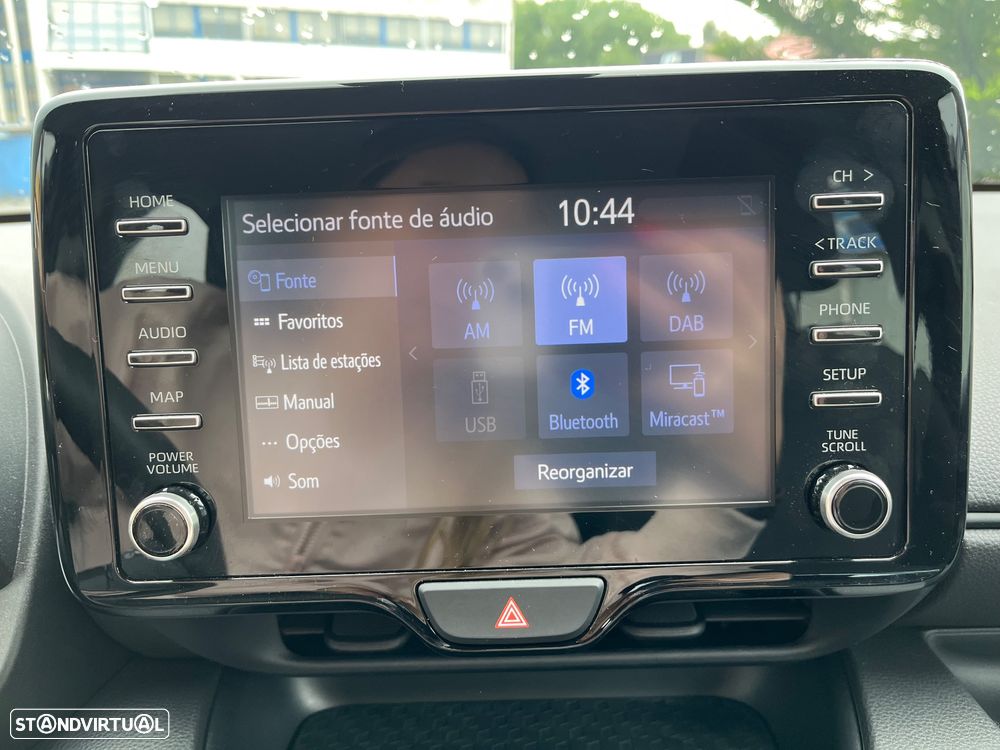 HOME
MENU
AUDIO
MAP
POWER
VOLUME
Selecionar fonte de áudio 10:44
Fonte
Favoritos
Lista de estações
Manual
Opções
Som
AM
FM
DAB
USB
Bluetooth
Miracast™
Reorganizar
CH >
< TRACK
PHONE
SETUP
TUNE
SCROLL
STANDVIRTUAL